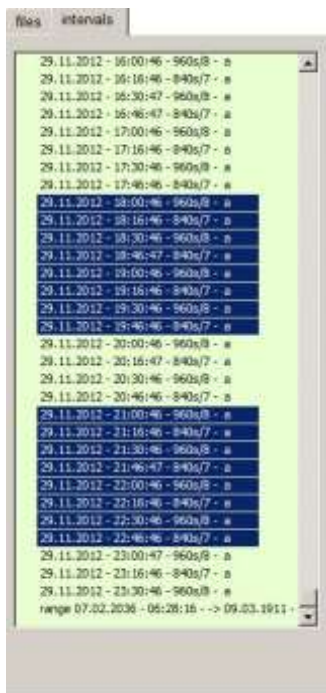 files intervals
29.11.2012 - 16:00:46 - 960s/8 - a
29.11.2012 - 16:16:46 - 840s/7 - a
29.11.2012 - 16:30:47 - 960s/8 - a
29.11.2012 - 16:46:47 - 840s/7 - a
29.11.2012 - 17:00:46 - 960s/8 - a
29.11.2012 - 17:16:46 - 840s/7 - a
29.11.2012 - 17:30:46 - 960s/8 - a
29.11.2012 - 17:46:46 - 840s/7 - a
29.11.2012 - 18:00:46 - 960s/8 - a
29.11.2012 - 18:16:46 - 840s/7 - a
29.11.2012 - 18:30:46 - 960s/8 - a
29.11.2012 - 18:46:47 - 840s/7 - a
29.11.2012 - 19:00:46 - 960s/8 - a
29.11.2012 - 19:16:46 - 840s/7 - a
29.11.2012 - 19:30:46 - 960s/8 - a
29.11.2012 - 19:46:46 - 840s/7 - a
29.11.2012 - 20:00:46 - 960s/8 - a
29.11.2012 - 20:16:47 - 840s/7 - a
29.11.2012 - 20:30:46 - 960s/8 - a
29.11.2012 - 20:46:46 - 840s/7 - a
29.11.2012 - 21:00:46 - 960s/8 - a
29.11.2012 - 21:16:46 - 840s/7 - a
29.11.2012 - 21:30:46 - 960s/8 - a
29.11.2012 - 21:46:47 - 840s/7 - a
29.11.2012 - 22:00:46 - 960s/8 - a
29.11.2012 - 22:16:46 - 840s/7 - a
29.11.2012 - 22:30:46 - 960s/8 - a
29.11.2012 - 22:46:46 - 840s/7 - a
29.11.2012 - 23:00:47 - 960s/8 - a
29.11.2012 - 23:16:46 - 840s/7 - a
29.11.2012 - 23:30:46 - 960s/8 - a
range 07.02.2036 - 06:28:16 - -> 09.03.1911 -